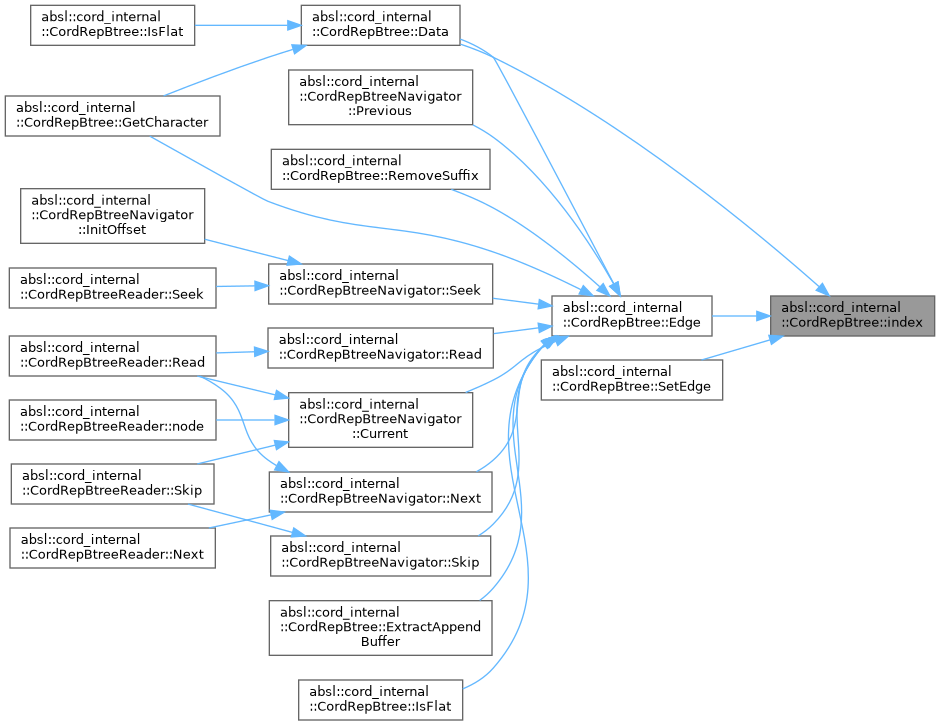 absl::cord_internal
::CordRepBtree::IsFlat
absl::cord_internal
::CordRepBtree::Data
absl::cord_internal
::CordRepBtreeNavigator
::Previous
absl::cord_internal
::CordRepBtree::GetCharacter
absl::cord_internal
::CordRepBtree::RemoveSuffix
absl::cord_internal
::CordRepBtreeNavigator
::InitOffset
absl::cord_internal
::CordRepBtreeReader::Seek
absl::cord_internal
::CordRepBtreeNavigator::Seek
absl::cord_internal
::CordRepBtree::Edge
absl::cord_internal
::CordRepBtree::index
absl::cord_internal
::CordRepBtreeReader::Read
absl::cord_internal
::CordRepBtreeNavigator::Read
absl::cord_internal
::CordRepBtree::SetEdge
absl::cord_internal
::CordRepBtreeReader::node
absl::cord_internal
::CordRepBtreeNavigator
::Current
absl::cord_internal
::CordRepBtreeReader::Skip
absl::cord_internal
::CordRepBtreeNavigator::Next
absl::cord_internal
::CordRepBtreeReader::Next
absl::cord_internal
::CordRepBtreeNavigator::Skip
absl::cord_internal
::CordRepBtree::ExtractAppend
Buffer
absl::cord_internal
::CordRepBtree::IsFlat